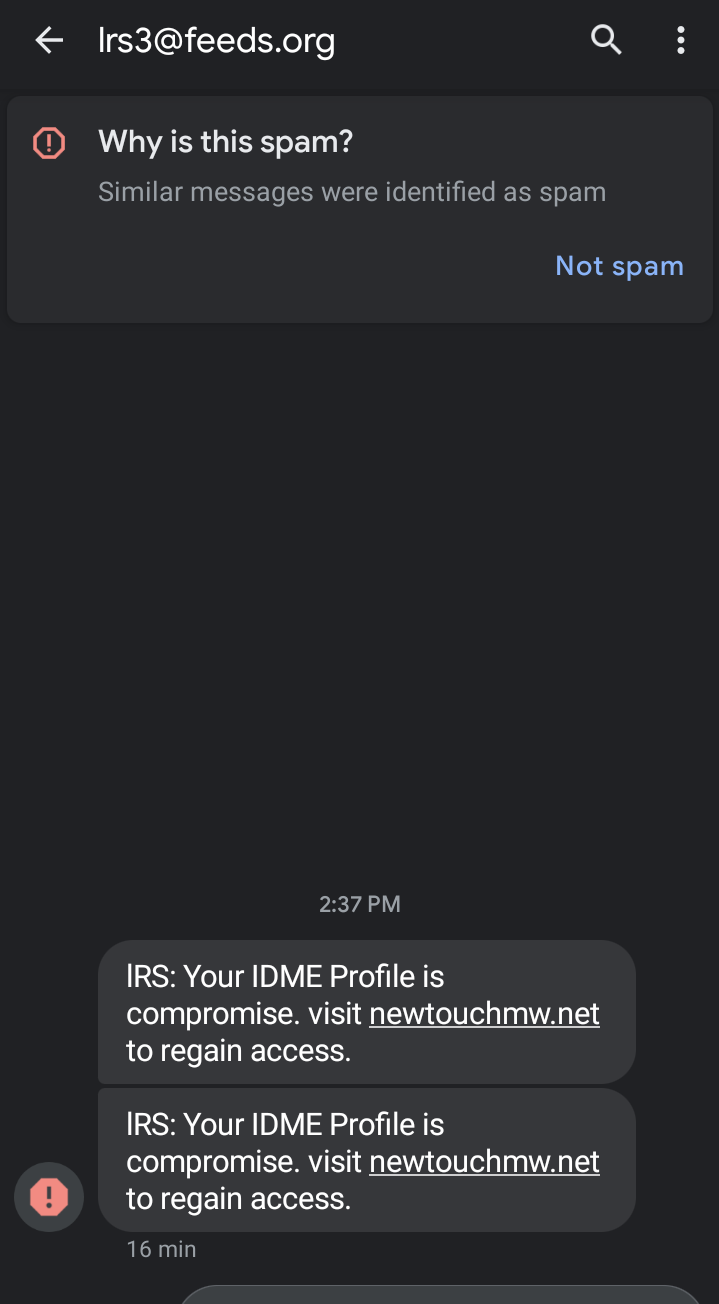 lrs3@feeds.org
Why is this spam?
Similar messages were identified as spam
Not spam
2:37 PM
lRS: Your IDME Profile is
compromise. visit newtouchmw.net
to regain access.
lRS: Your IDME Profile is
compromise. visit newtouchmw.net
to regain access.
16 min